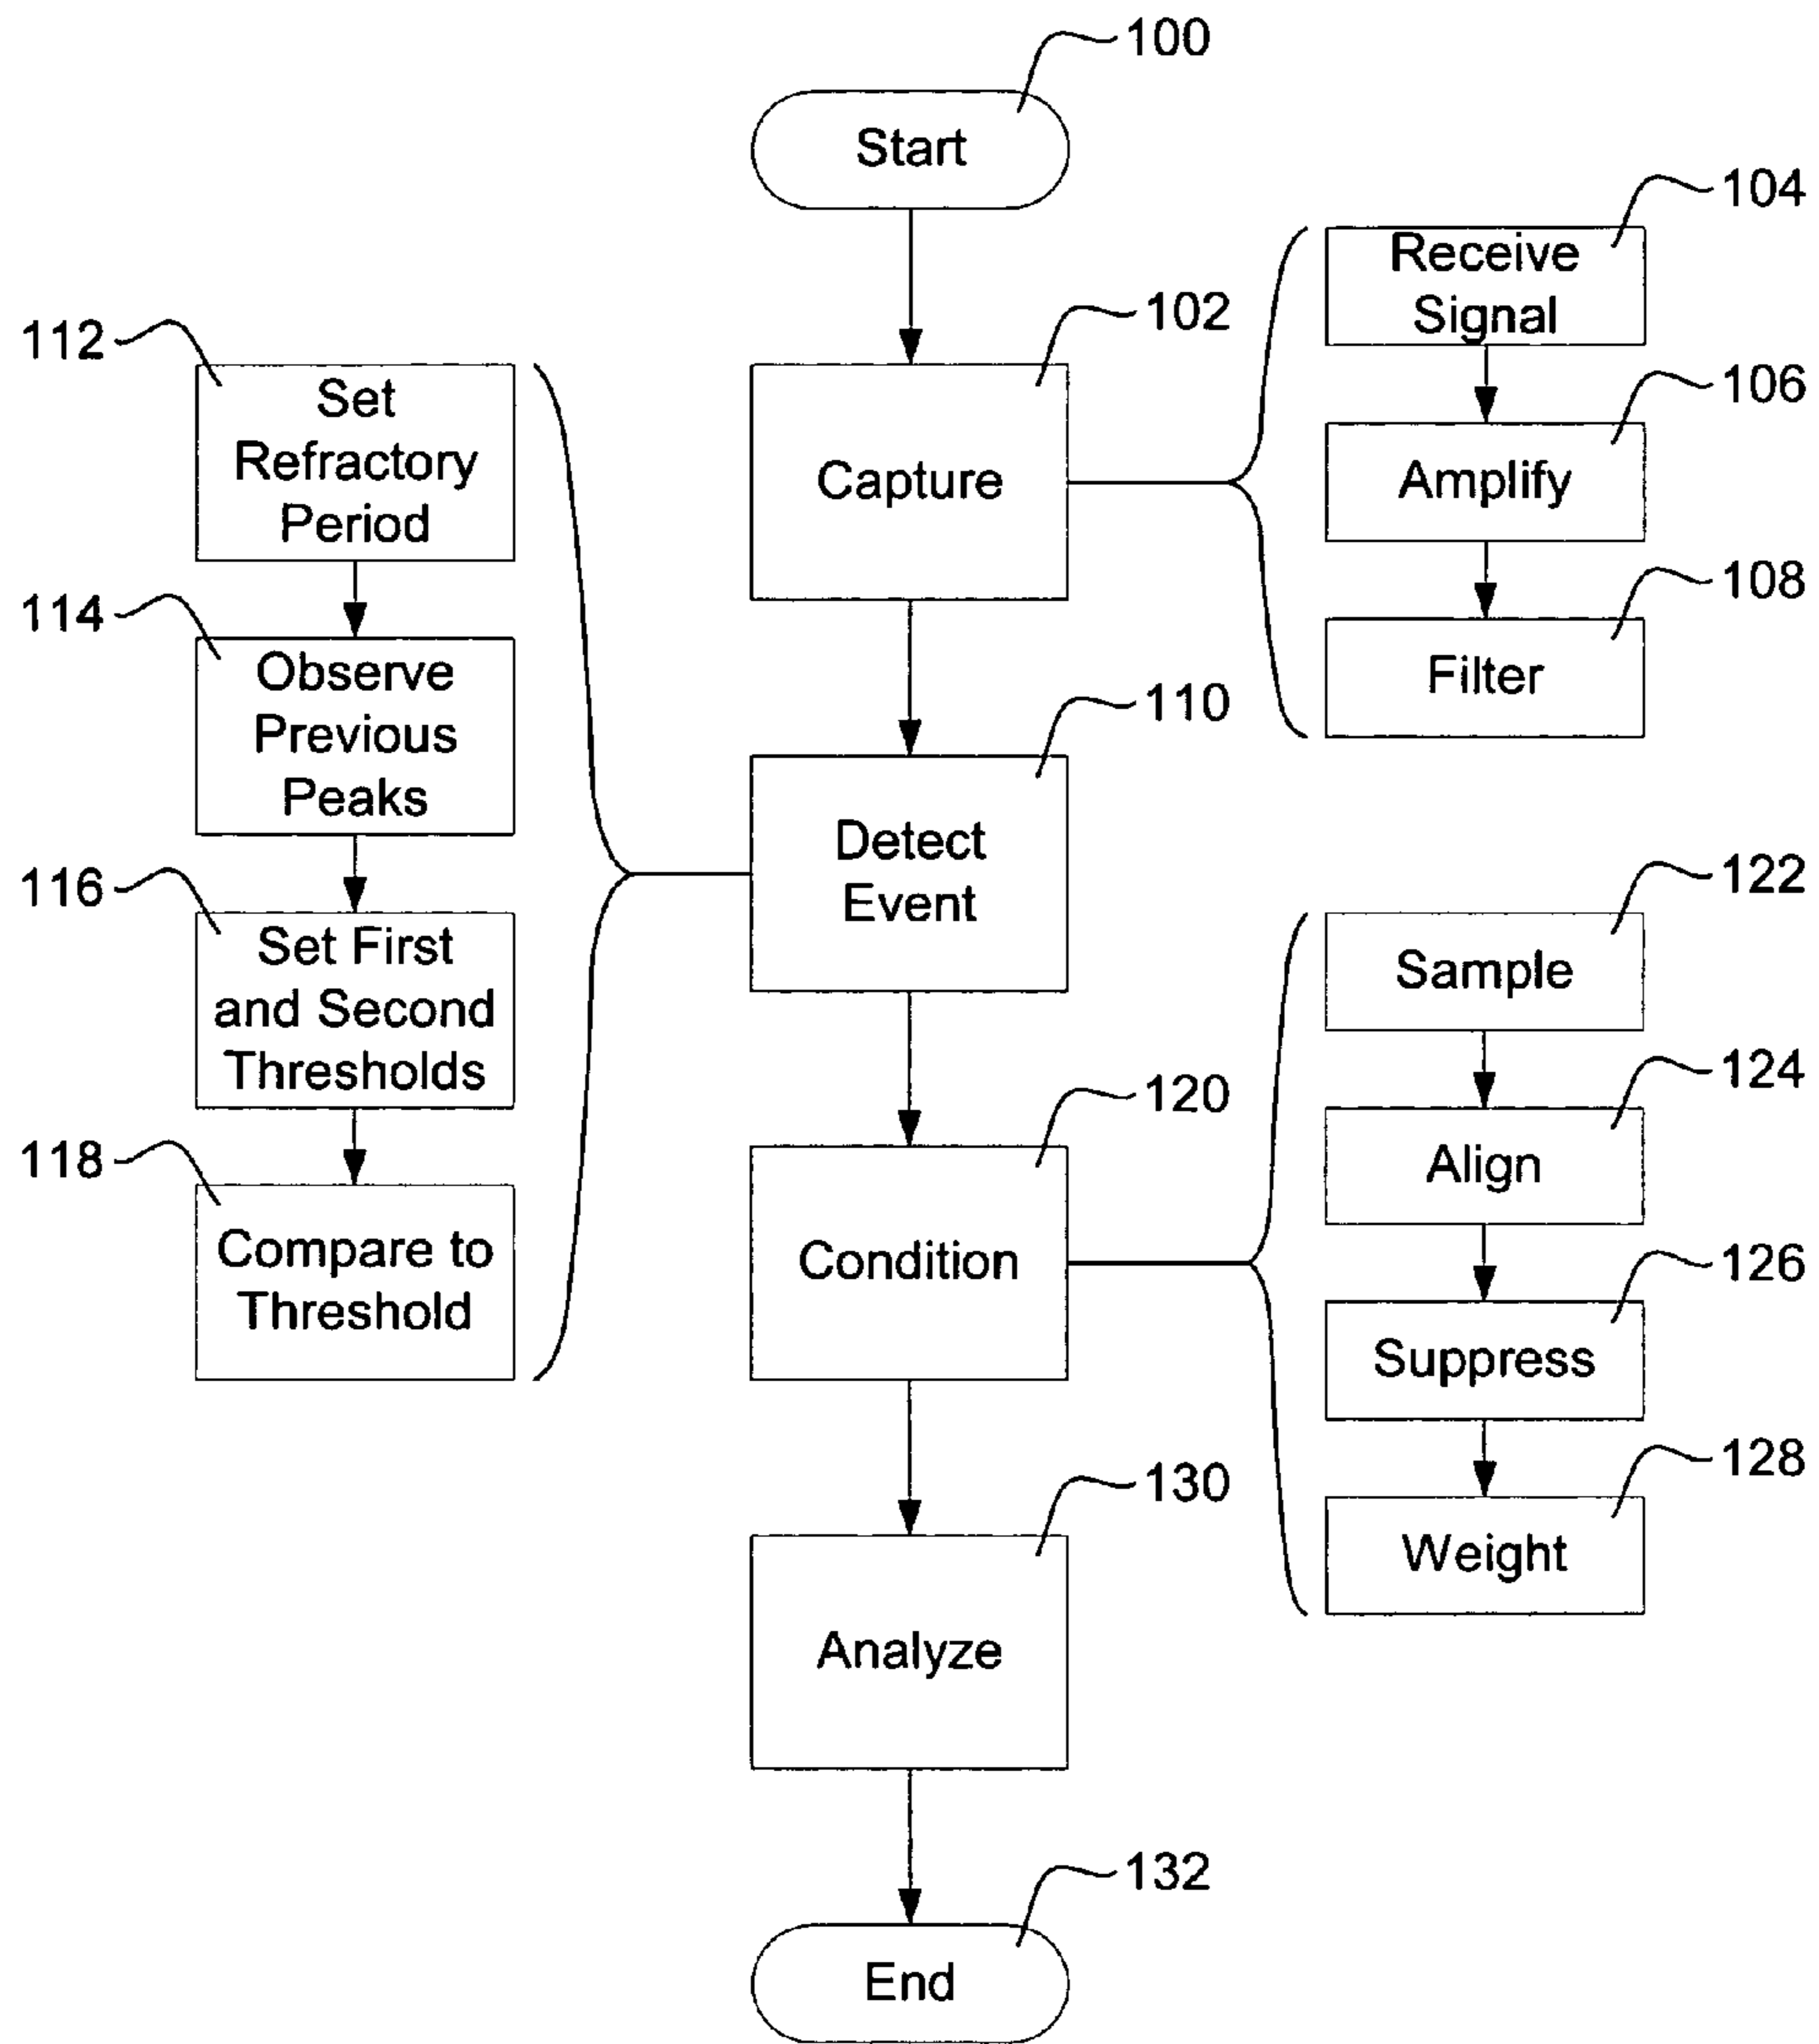 100
Start
102
Capture
104
Receive
Signal
106
Amplify
108
Filter
110
Detect
Event
112
Set
Refractory
Period
114
Observe
Previous
Peaks
116
Set First
and Second
Thresholds
118
Compare to
Threshold
120
Condition
122
Sample
124
Align
126
Suppress
128
Weight
130
Analyze
132
End